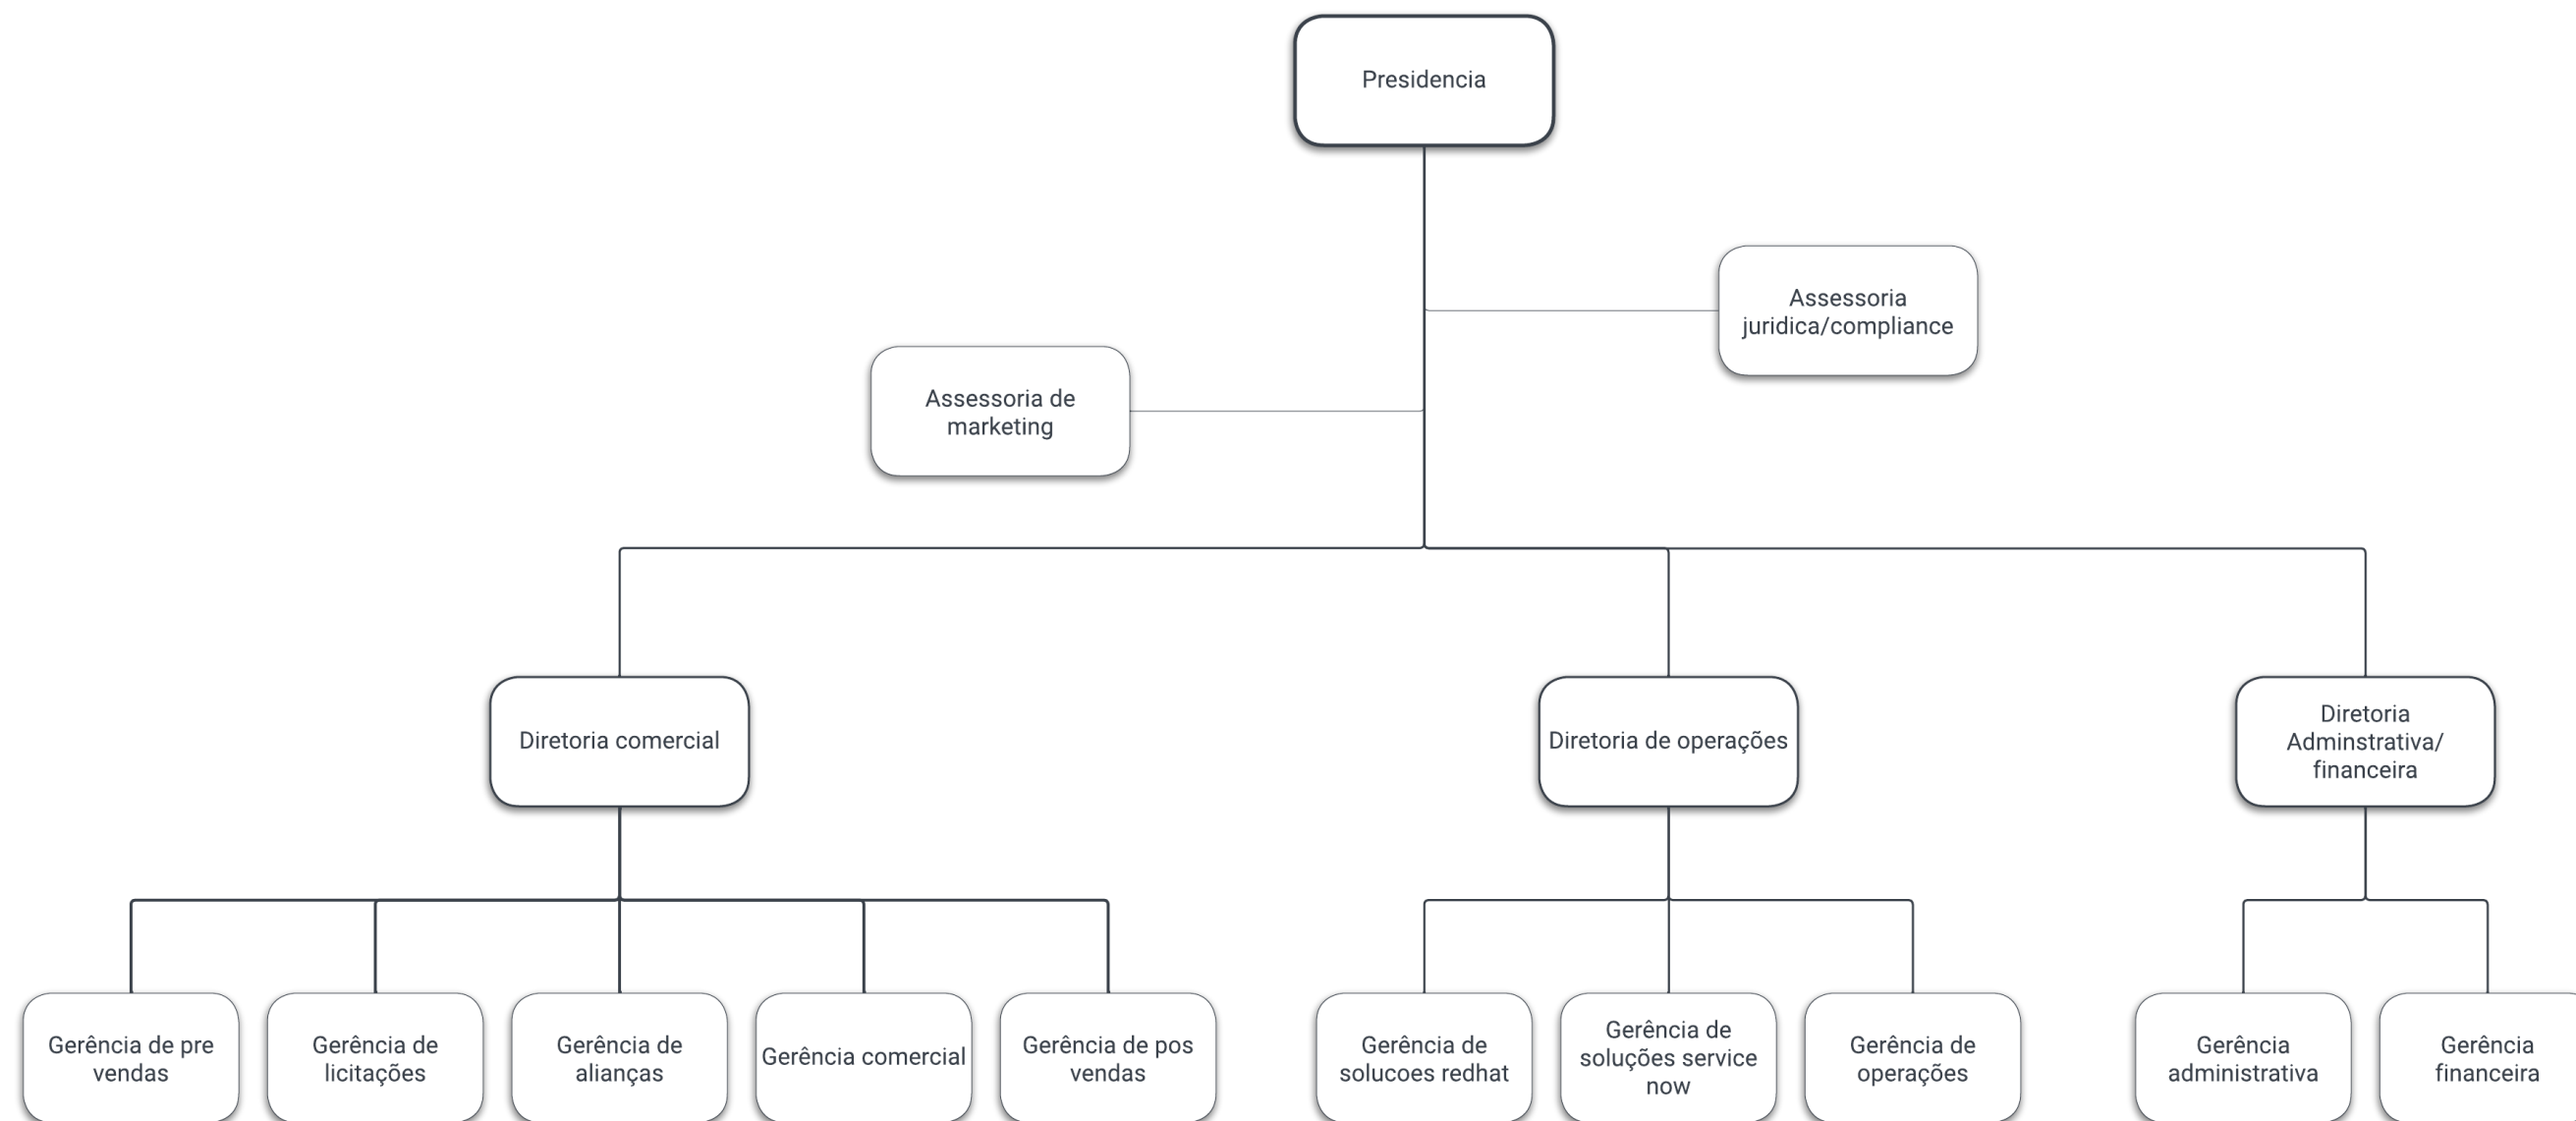 Presidencia
Assessoria
juridica/compliance
Assessoria de
marketing
Diretoria comercial
Diretoria de operações
Diretoria
Adminstrativa/
financeira
Gerência de pre
vendas
Gerência de
licitações
Gerência de
alianças
Gerência comercial
Gerência de pos
vendas
Gerência de
solucoes redhat
Gerência de
soluções service
now
Gerência de
operações
Gerência
administrativa
Gerência
financeira